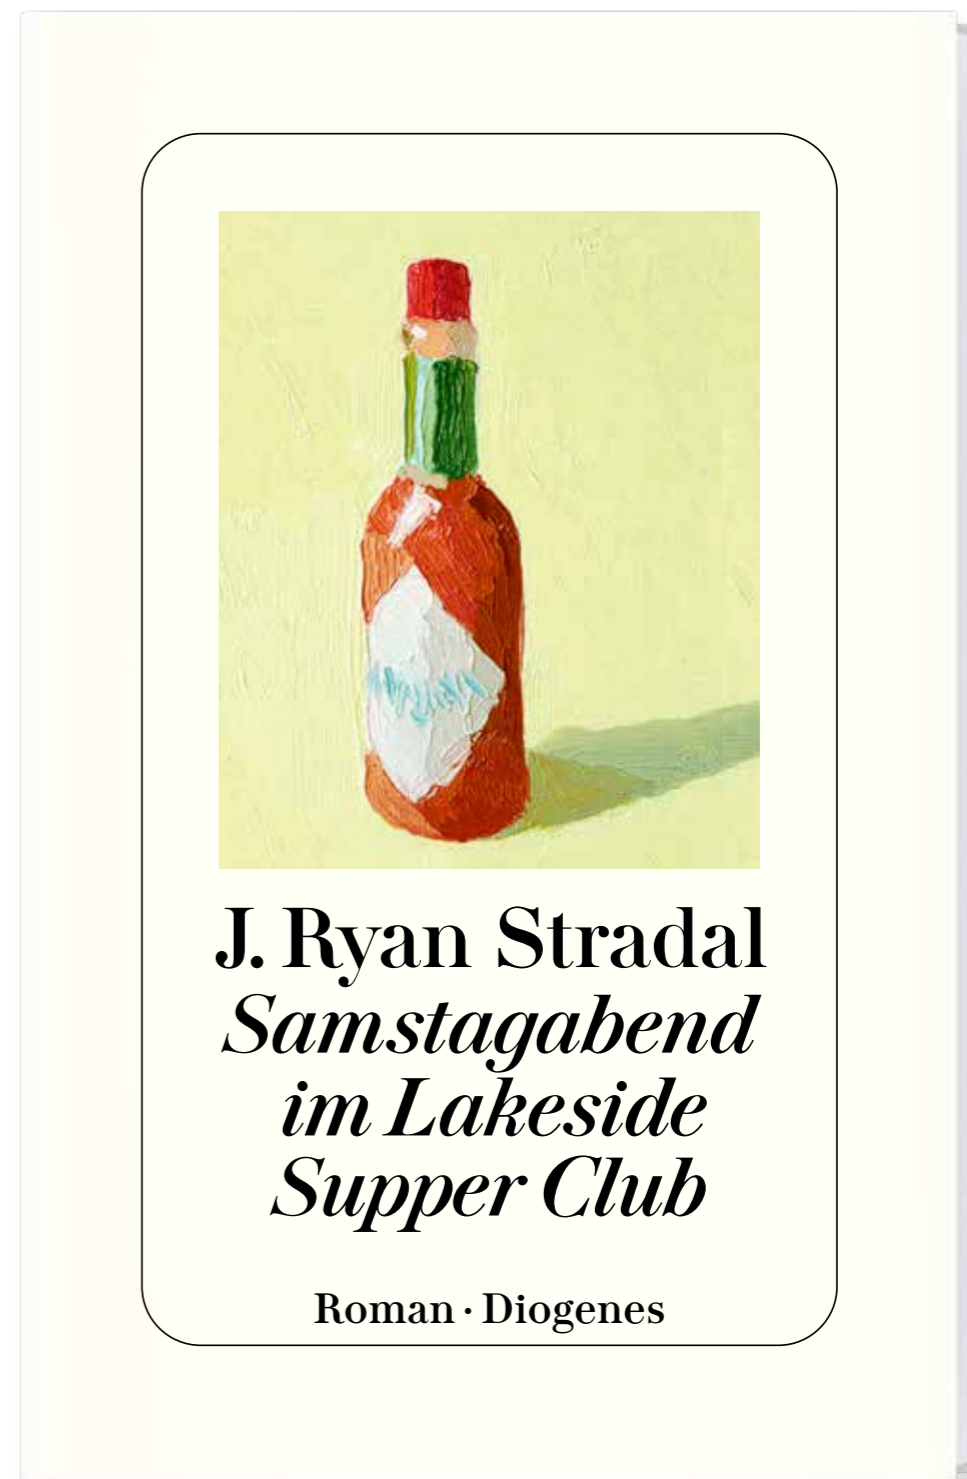 J. Ryan Stradal
Samstagabend
im Lakeside
Supper Club
Roman · Diogenes